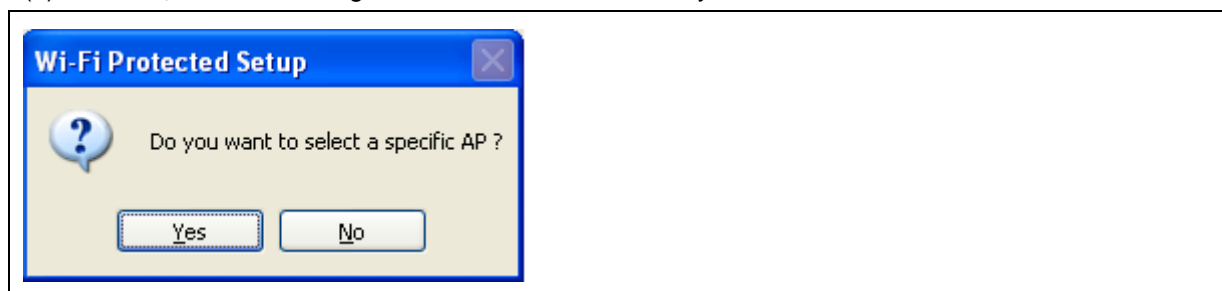 Wi-Fi Protected Setup
Do you want to select a specific AP ?
Yes No